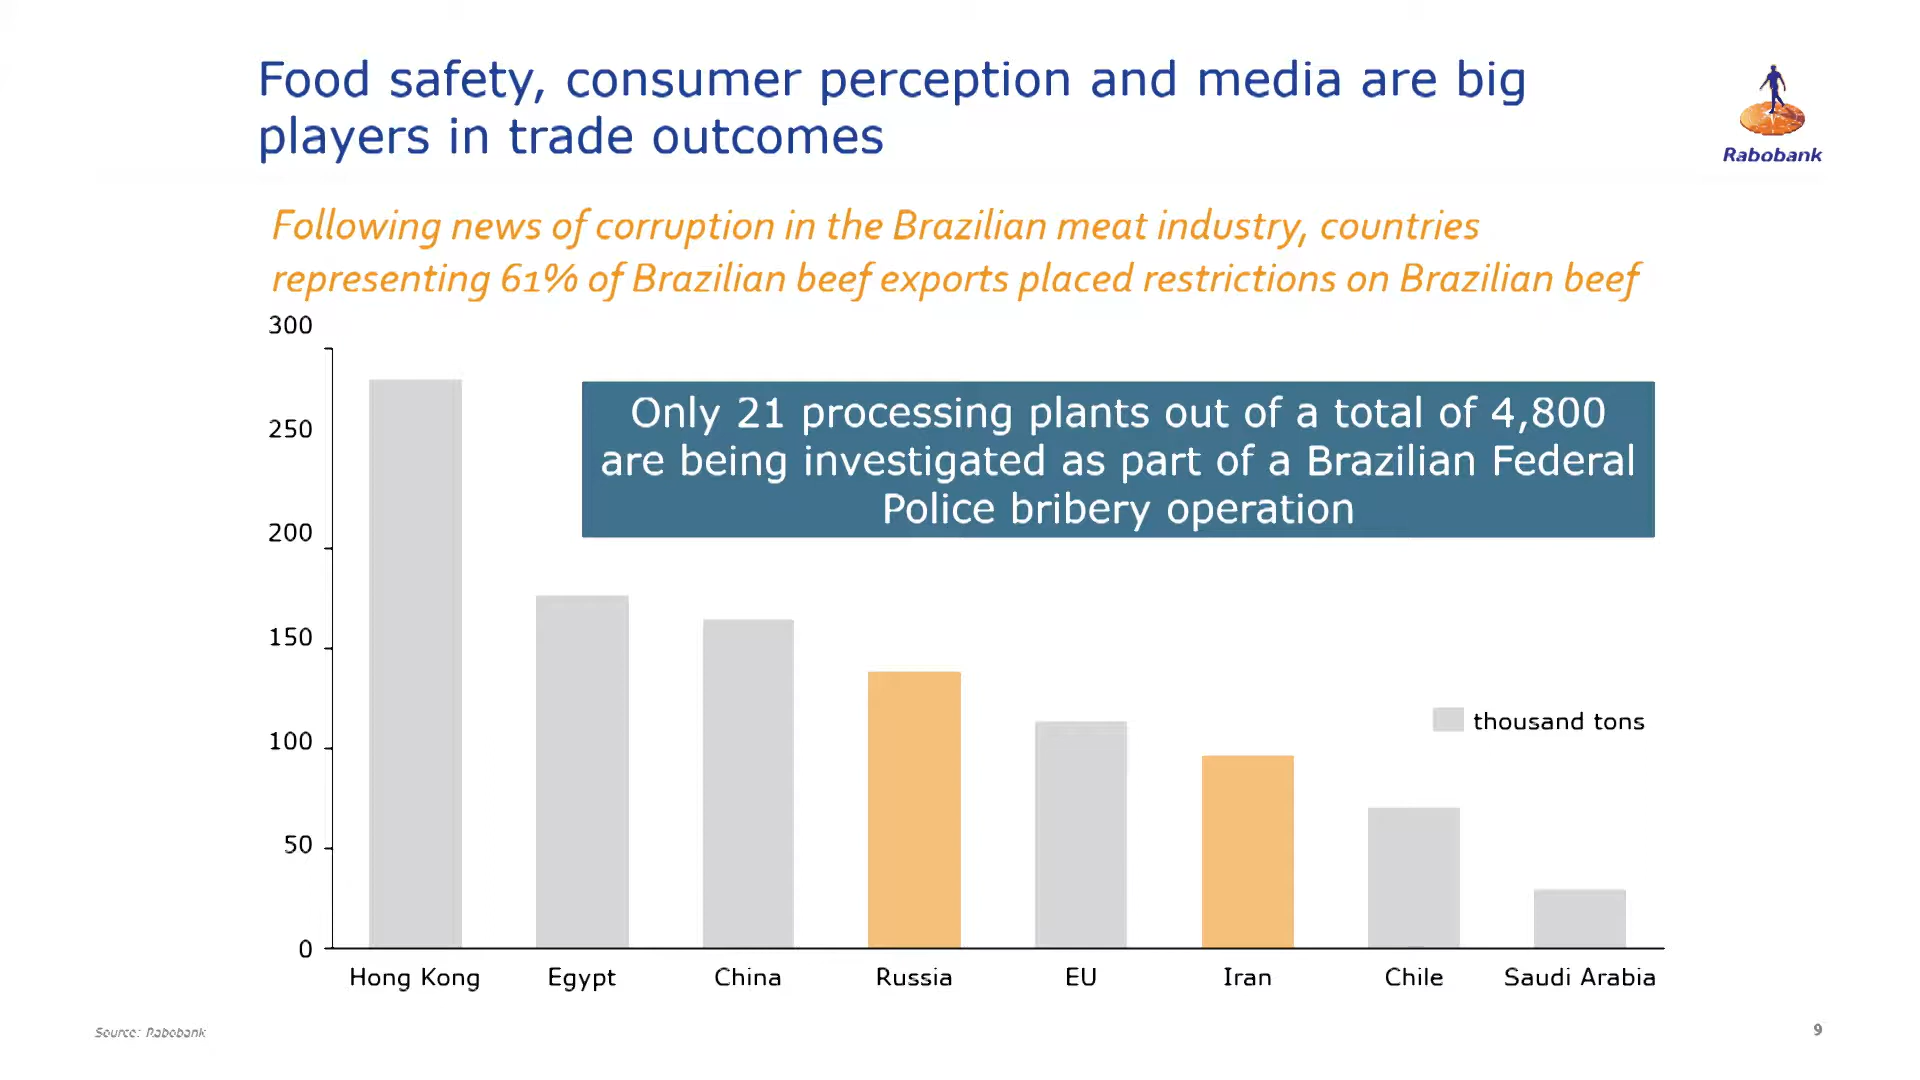 Food safety, consumer perception and media are big
players in trade outcomes
Rabobank
Following news of corruption in the Brazilian meat industry, countries
representing 61% of Brazilian beef exports placed restrictions on Brazilian beef
300
250
200
150
100
50
0
Only 21 processing plants out of a total of 4,800
are being investigated as part of a Brazilian Federal
Police bribery operation
thousand tons
Hong Kong Egypt China Russia EU Iran Chile Saudi Arabia
Source: Rabobank
9